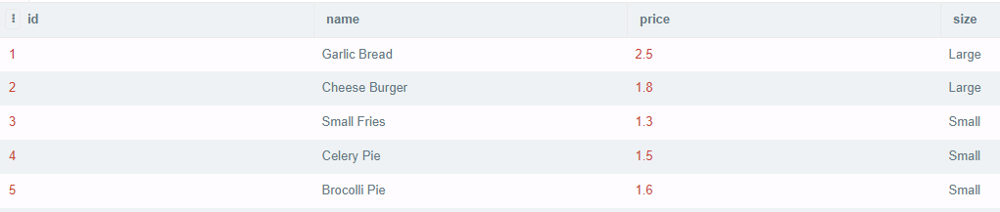 id name price size
1 Garlic Bread 2.5 Large
2 Cheese Burger 1.8 Large
3 Small Fries 1.3 Small
4 Celery Pie 1.5 Small
5 Brocolli Pie 1.6 Small